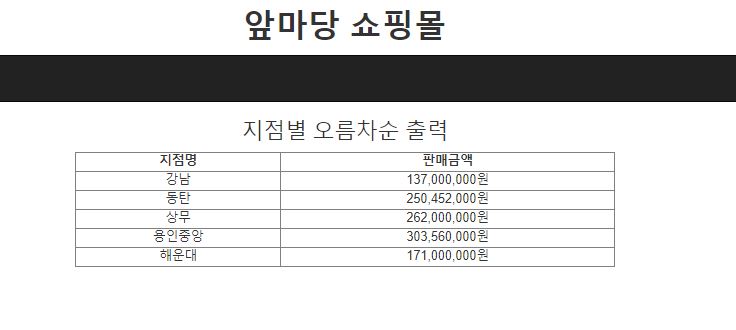 앞마당 쇼핑몰
지점별 오름차순 출력
지점명 판매금액
강남 137,000,000원
동탄 250,452,000원
상무 262,000,000원
용인중앙 303,560,000원
해운대 171,000,000원